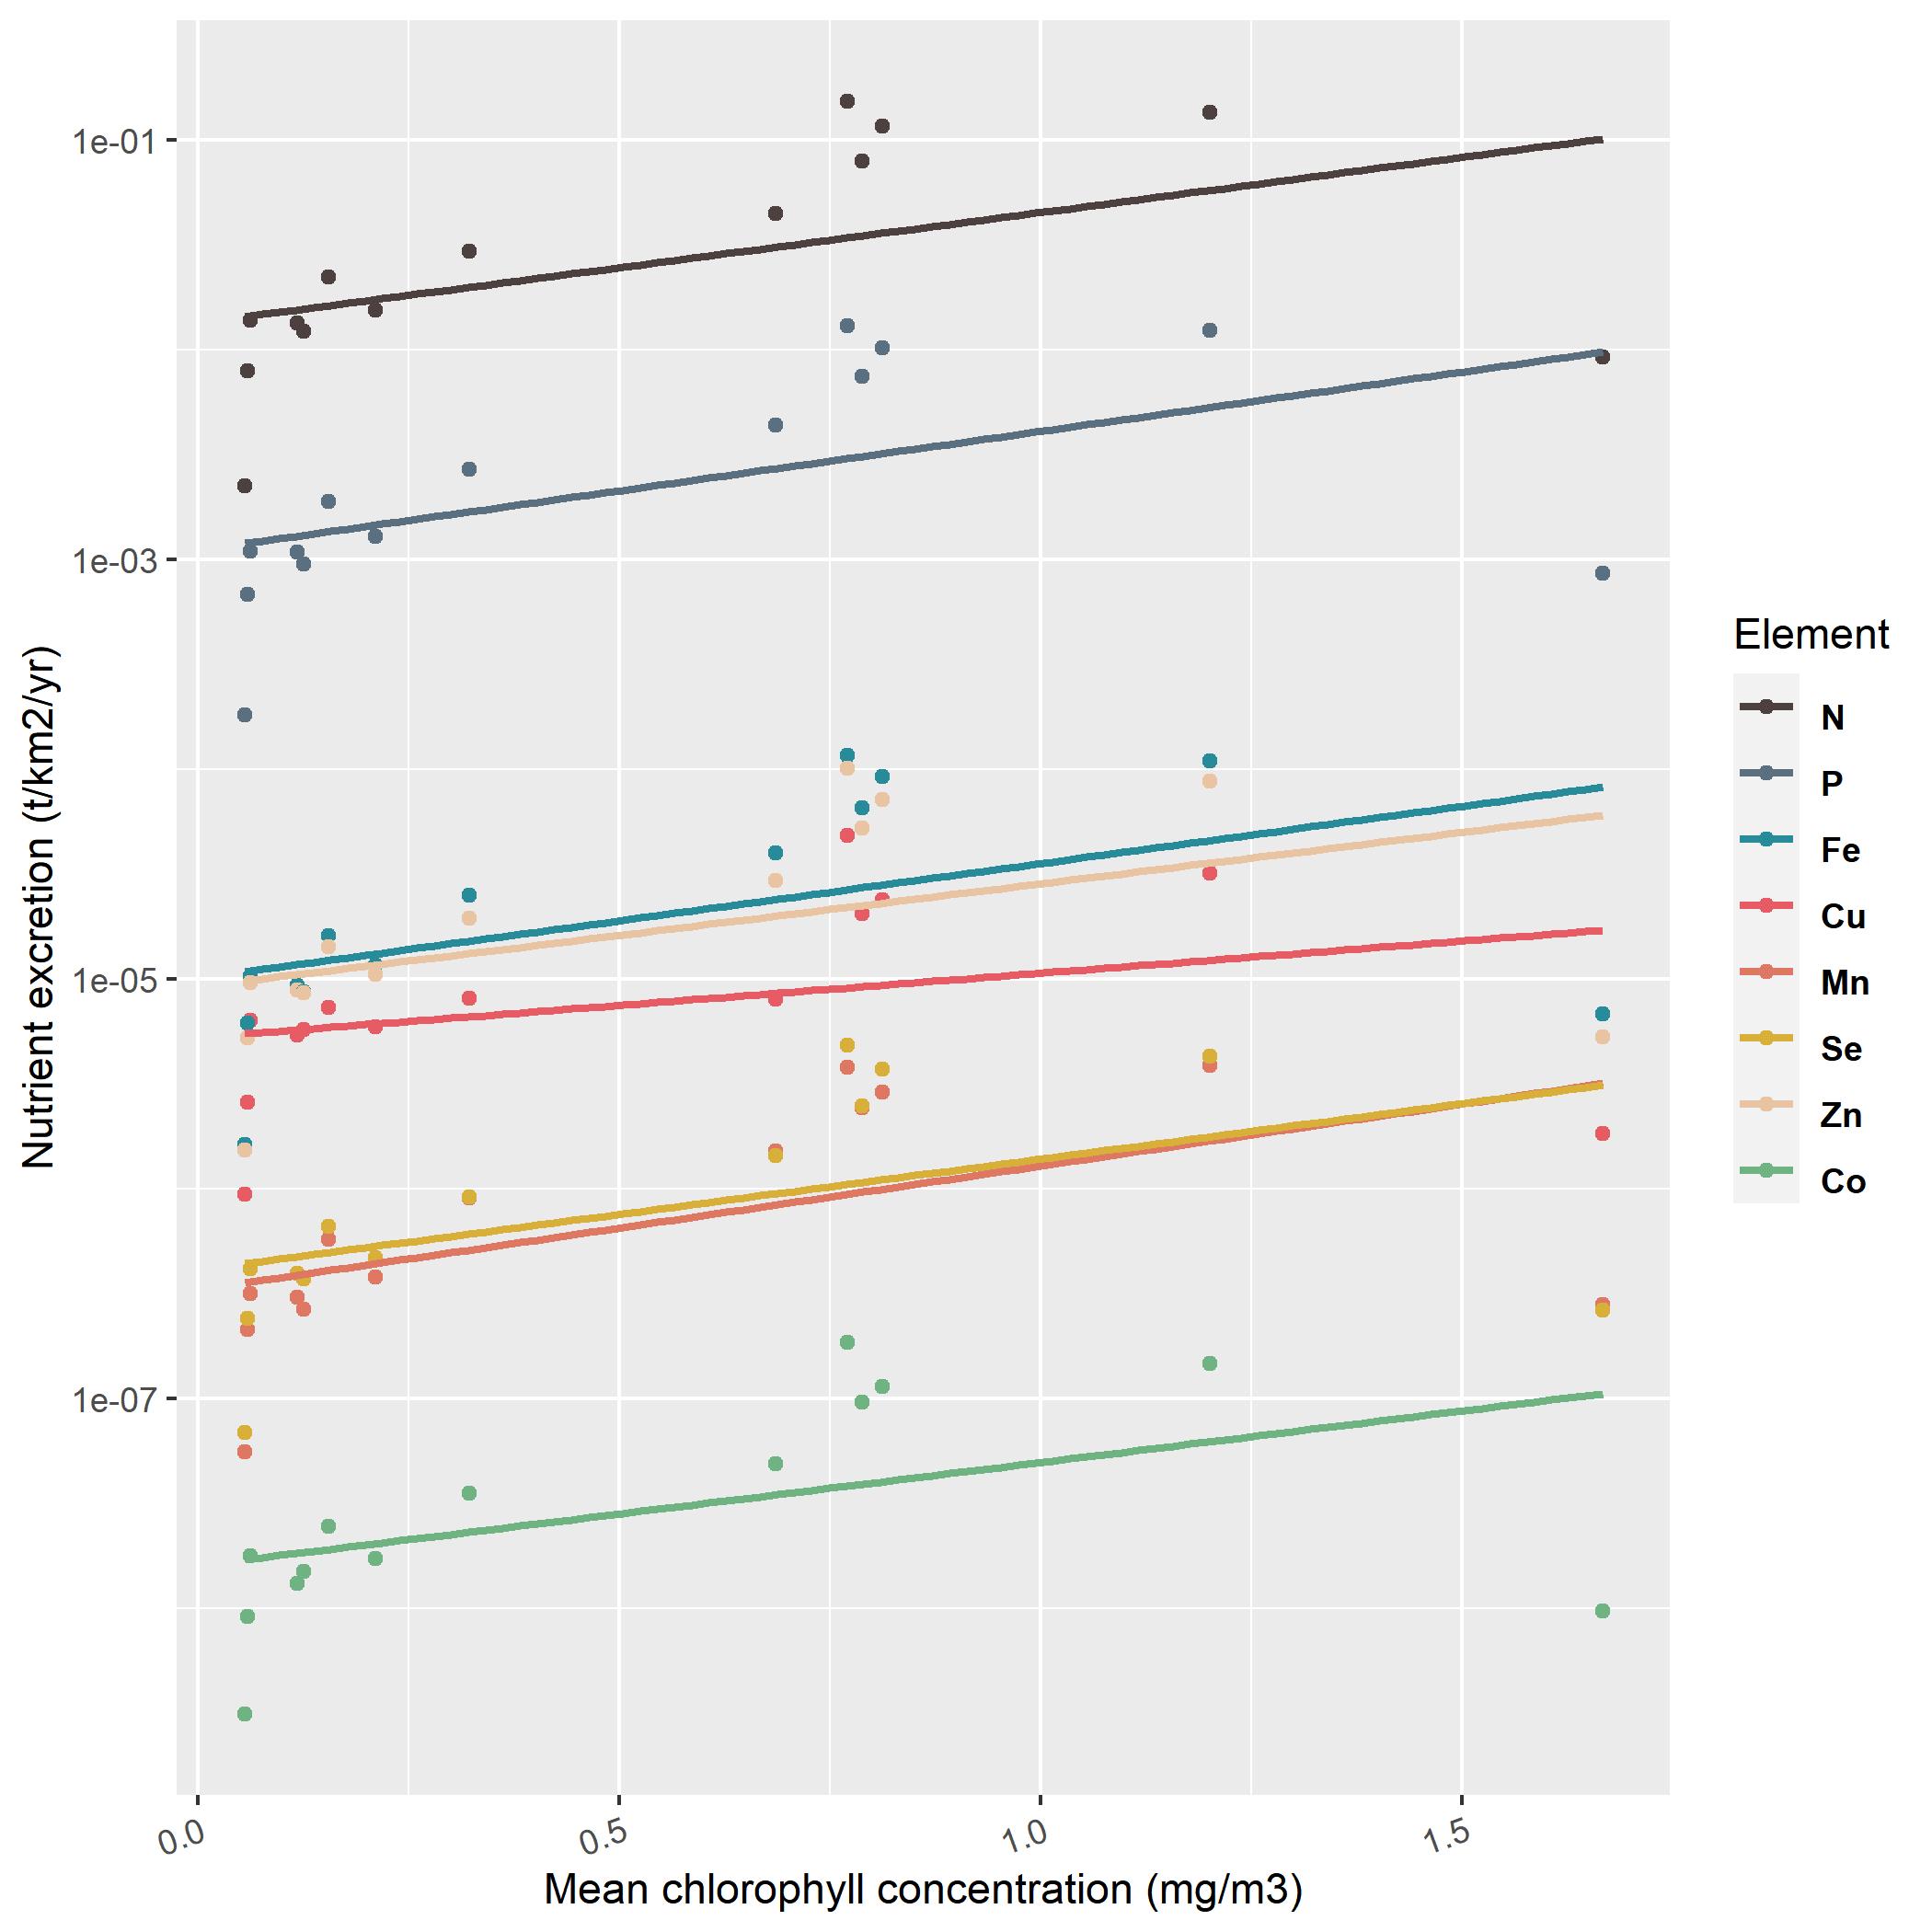 1e-01
1e-03
1e-05
1e-07
Nutrient excretion (t/km2/yr)
0.0
0.5
1.0
1.5
Mean chlorophyll concentration (mg/m3)
Element
N
P
Fe
Cu
Mn
Se
Zn
Co